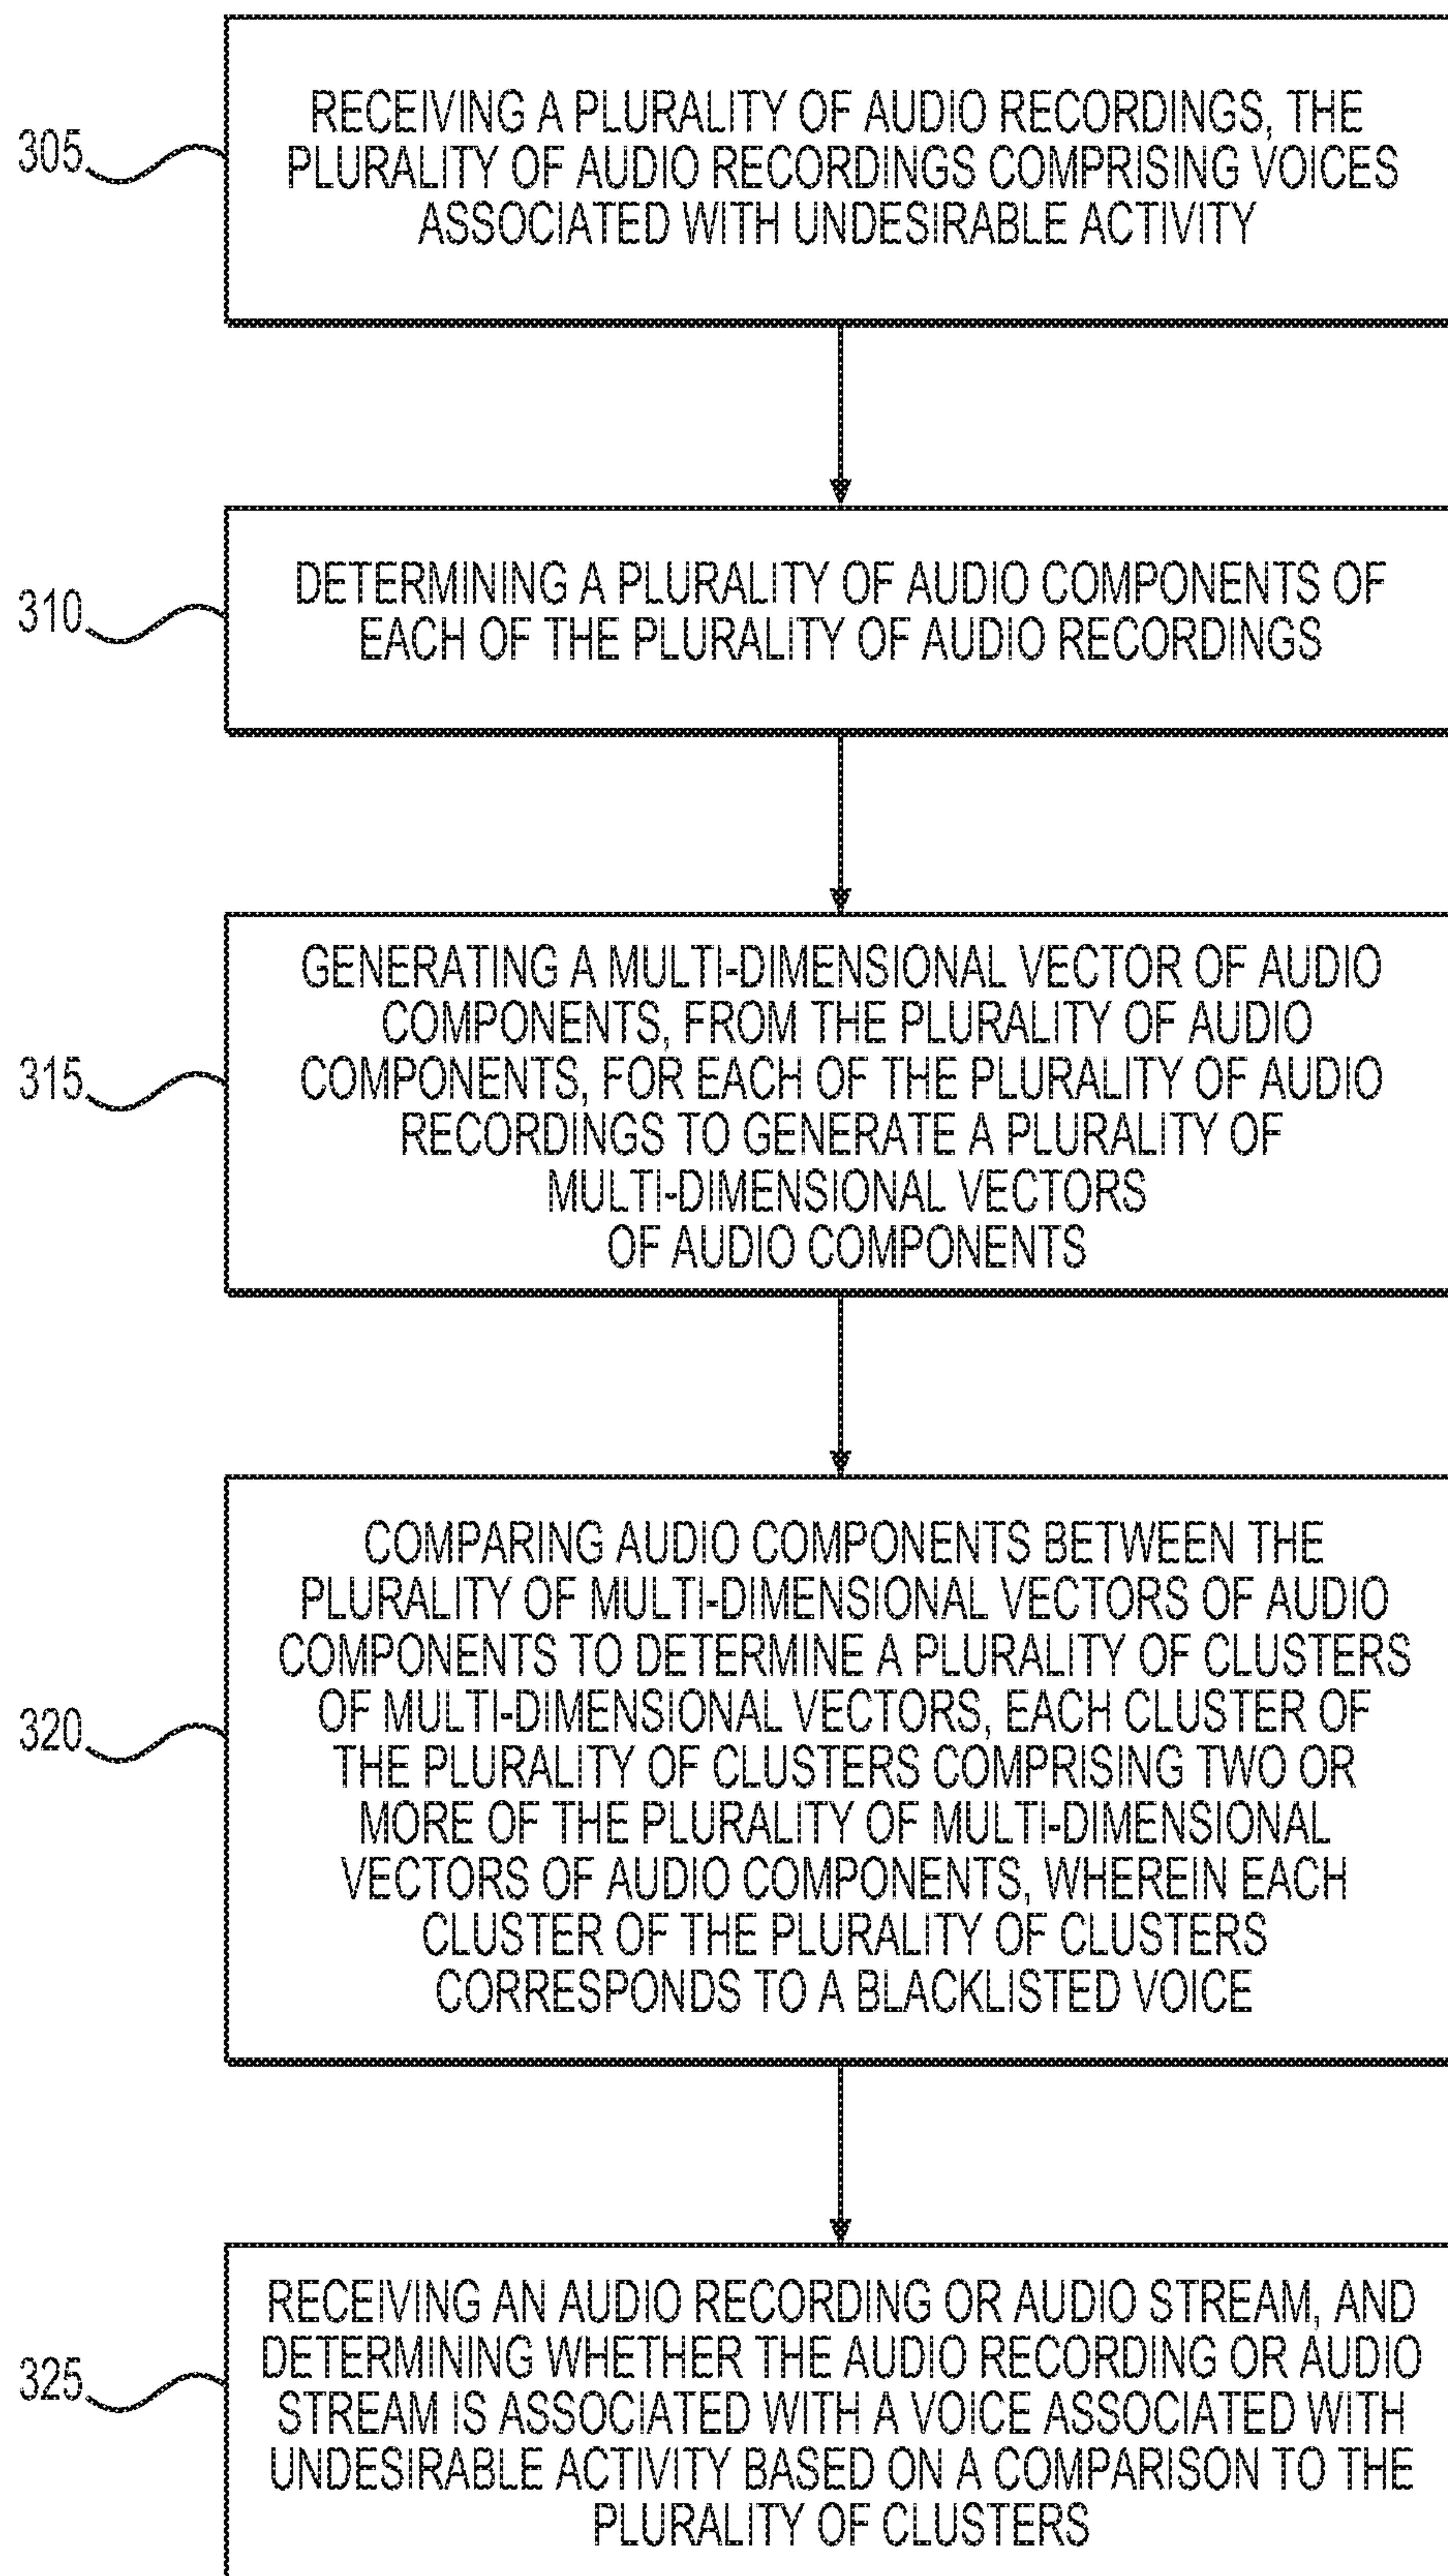 305
RECEIVING A PLURALITY OF AUDIO RECORDINGS, THE
PLURALITY OF AUDIO RECORDINGS COMPRISING VOICES
ASSOCIATED WITH UNDESIRABLE ACTIVITY
310
DETERMINING A PLURALITY OF AUDIO COMPONENTS OF
EACH OF THE PLURALITY OF AUDIO RECORDINGS
315
GENERATING A MULTI-DIMENSIONAL VECTOR OF AUDIO
COMPONENTS, FROM THE PLURALITY OF AUDIO
COMPONENTS, FOR EACH OF THE PLURALITY OF AUDIO
RECORDINGS TO GENERATE A PLURALITY OF
MULTI-DIMENSIONAL VECTORS
OF AUDIO COMPONENTS
320
COMPARING AUDIO COMPONENTS BETWEEN THE
PLURALITY OF MULTI-DIMENSIONAL VECTORS OF AUDIO
COMPONENTS TO DETERMINE A PLURALITY OF CLUSTERS
OF MULTI-DIMENSIONAL VECTORS, EACH CLUSTER OF
THE PLURALITY OF CLUSTERS COMPRISING TWO OR
MORE OF THE PLURALITY OF MULTI-DIMENSIONAL
VECTORS OF AUDIO COMPONENTS, WHEREIN EACH
CLUSTER OF THE PLURALITY OF CLUSTERS
CORRESPONDS TO A BLACKLISTED VOICE
325
RECEIVING AN AUDIO RECORDING OR AUDIO STREAM, AND
DETERMINING WHETHER THE AUDIO RECORDING OR AUDIO
STREAM IS ASSOCIATED WITH A VOICE ASSOCIATED WITH
UNDESIRABLE ACTIVITY BASED ON A COMPARISON TO THE
PLURALITY OF CLUSTERS